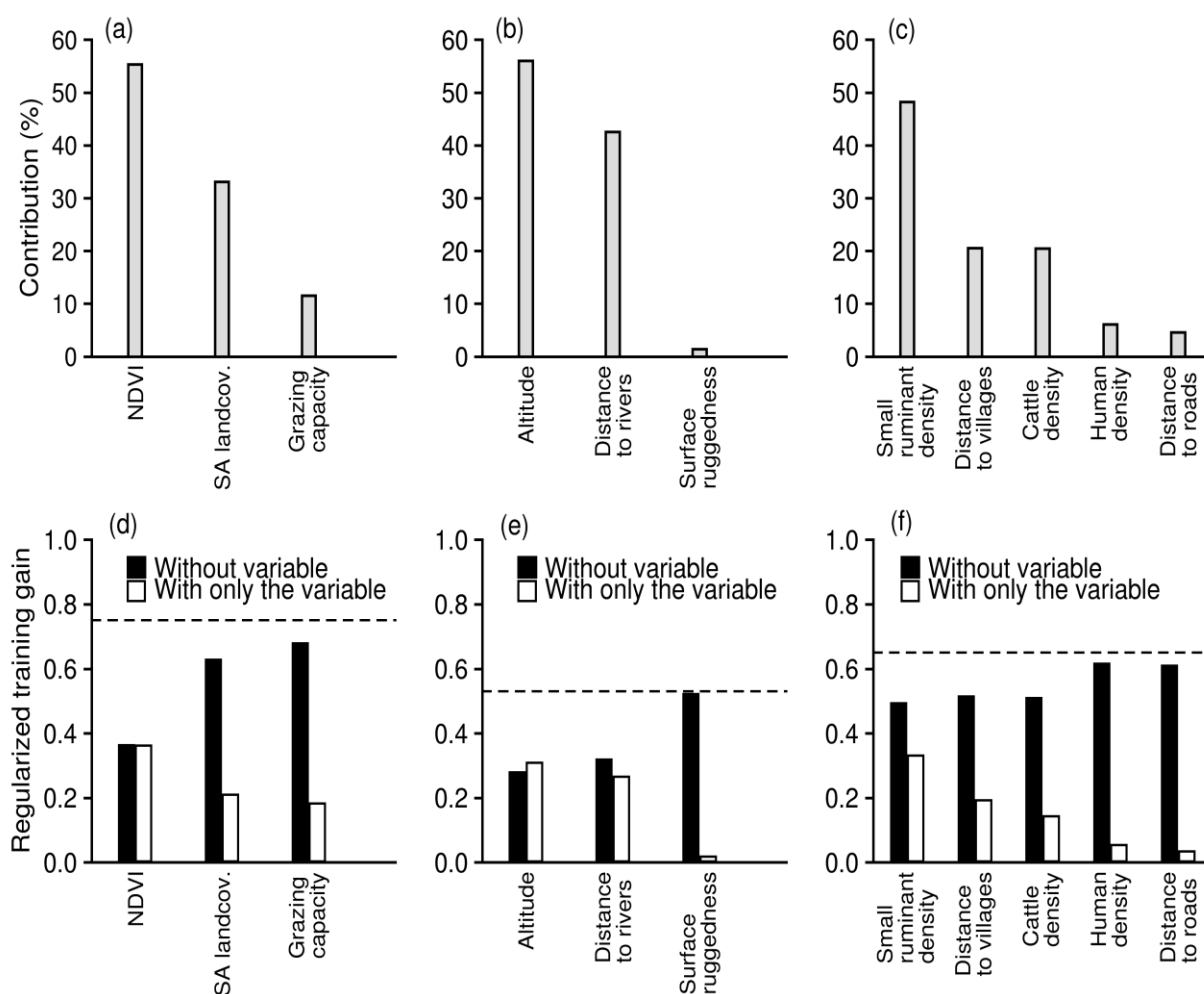 (a)
Contribution (%)
60
50
40
30
20
10
0
NDVI
SA landcov.
Grazing
capacity
(b)
60
50
40
30
20
10
0
Altitude
Distance
to rivers
Surface
ruggedness
(c)
60
50
40
30
20
10
0
Small
ruminant
density
Distance
to villages
Cattle
density
Human
density
Distance
to roads
(d)
Regularized training gain
1.0
0.8
0.6
0.4
0.2
0.0
Without variable
With only the variable
NDVI
SA landcov.
Grazing
capacity
(e)
1.0
0.8
0.6
0.4
0.2
0.0
Without variable
With only the variable
Altitude
Distance
to rivers
Surface
ruggedness
(f)
1.0
0.8
0.6
0.4
0.2
0.0
Without variable
With only the variable
Small
ruminant
density
Distance
to villages
Cattle
density
Human
density
Distance
to roads